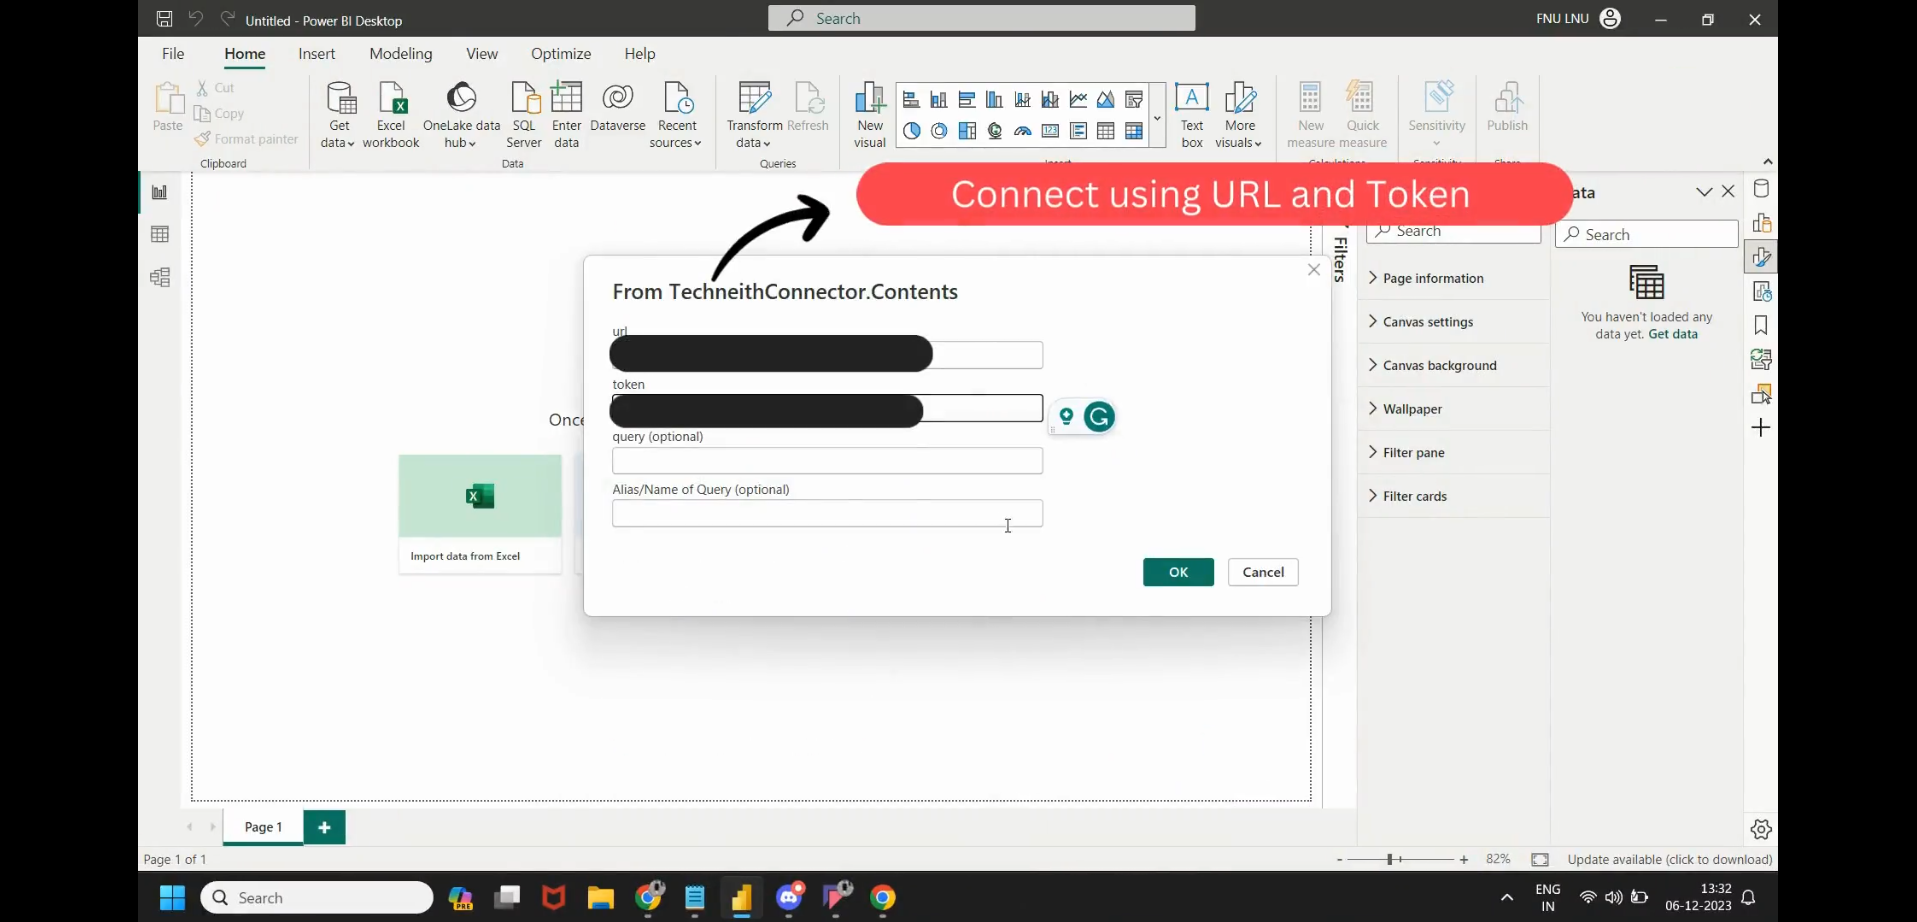 Untitled - Power BI Desktop
Search
FNU LNU
File Home Insert Modeling View Optimize Help
Paste
Cut
Copy
Format painter
Clipboard
Get data
Excel workbook
OneLake data hub
SQL Server
Enter data
Dataverse
Recent sources
Data
Transform data
Refresh
Queries
New visual
Text box
More visuals
New measure
Quick measure
Sensitivity
Publish
Connect using URL and Token
Filters
Search
Page information
Canvas settings
Canvas background
Wallpaper
Filter pane
Filter cards
ata
Search
You haven't loaded any
data yet. Get data
Once
Import data from Excel
From TechneithConnector.Contents
url
token
query (optional)
Alias/Name of Query (optional)
OK
Cancel
Page 1
Page 1 of 1
82%
Update available (click to download)
Search
PRE
ENG
IN
13:32
06-12-2023